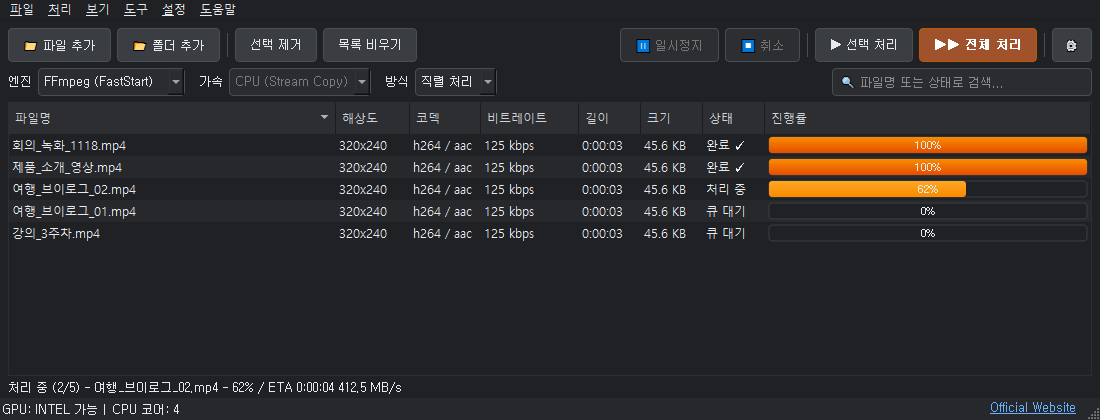 파일 처리 보기 도구 설정 도움말
파일 추가 폴더 추가 선택 제거 목록 비우기 일시정지 취소 ▶ 선택 처리 ▶▶ 전체 처리
엔진 FFmpeg (FastStart) 가속 CPU (Stream Copy) 방식 직렬 처리 파일명 또는 상태로 검색...
파일명 해상도 코덱 비트레이트 길이 크기 상태 진행률
회의_녹화_1118.mp4 320x240 h264 / aac 125 kbps 0:00:03 45.6 KB 완료 ✓ 100%
제품_소개_영상.mp4 320x240 h264 / aac 125 kbps 0:00:03 45.6 KB 완료 ✓ 100%
여행_브이로그_02.mp4 320x240 h264 / aac 125 kbps 0:00:03 45.6 KB 처리 중 62%
여행_브이로그_01.mp4 320x240 h264 / aac 125 kbps 0:00:03 45.6 KB 큐 대기 0%
강의_3주차.mp4 320x240 h264 / aac 125 kbps 0:00:03 45.6 KB 큐 대기 0%
처리 중 (2/5) - 여행_브이로그_02.mp4 - 62% / ETA 0:00:04 412.5 MB/s
GPU: INTEL 가능 | CPU 코어: 4 Official Website